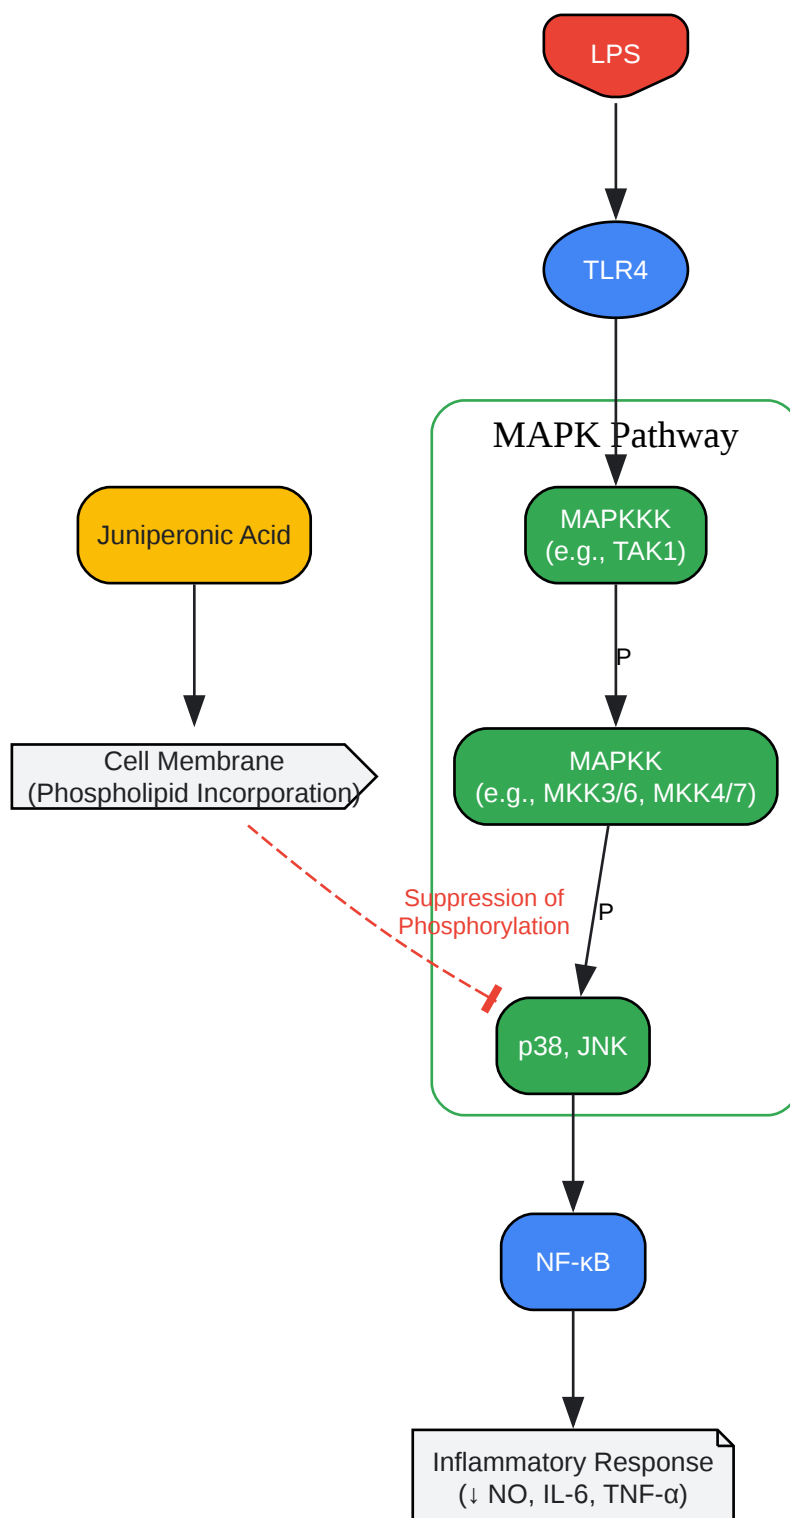 LPS
TLR4
MAPK Pathway
MAPKKK
(e.g., TAK1)
Juniperonic Acid
P
MAPKK
(e.g., MKK3/6, MKK4/7)
Cell Membrane
(Phospholipid Incorporation)
Suppression of
Phosphorylation
P
p38, JNK
NF-κB
Inflammatory Response
(↓ NO, IL-6, TNF-α)